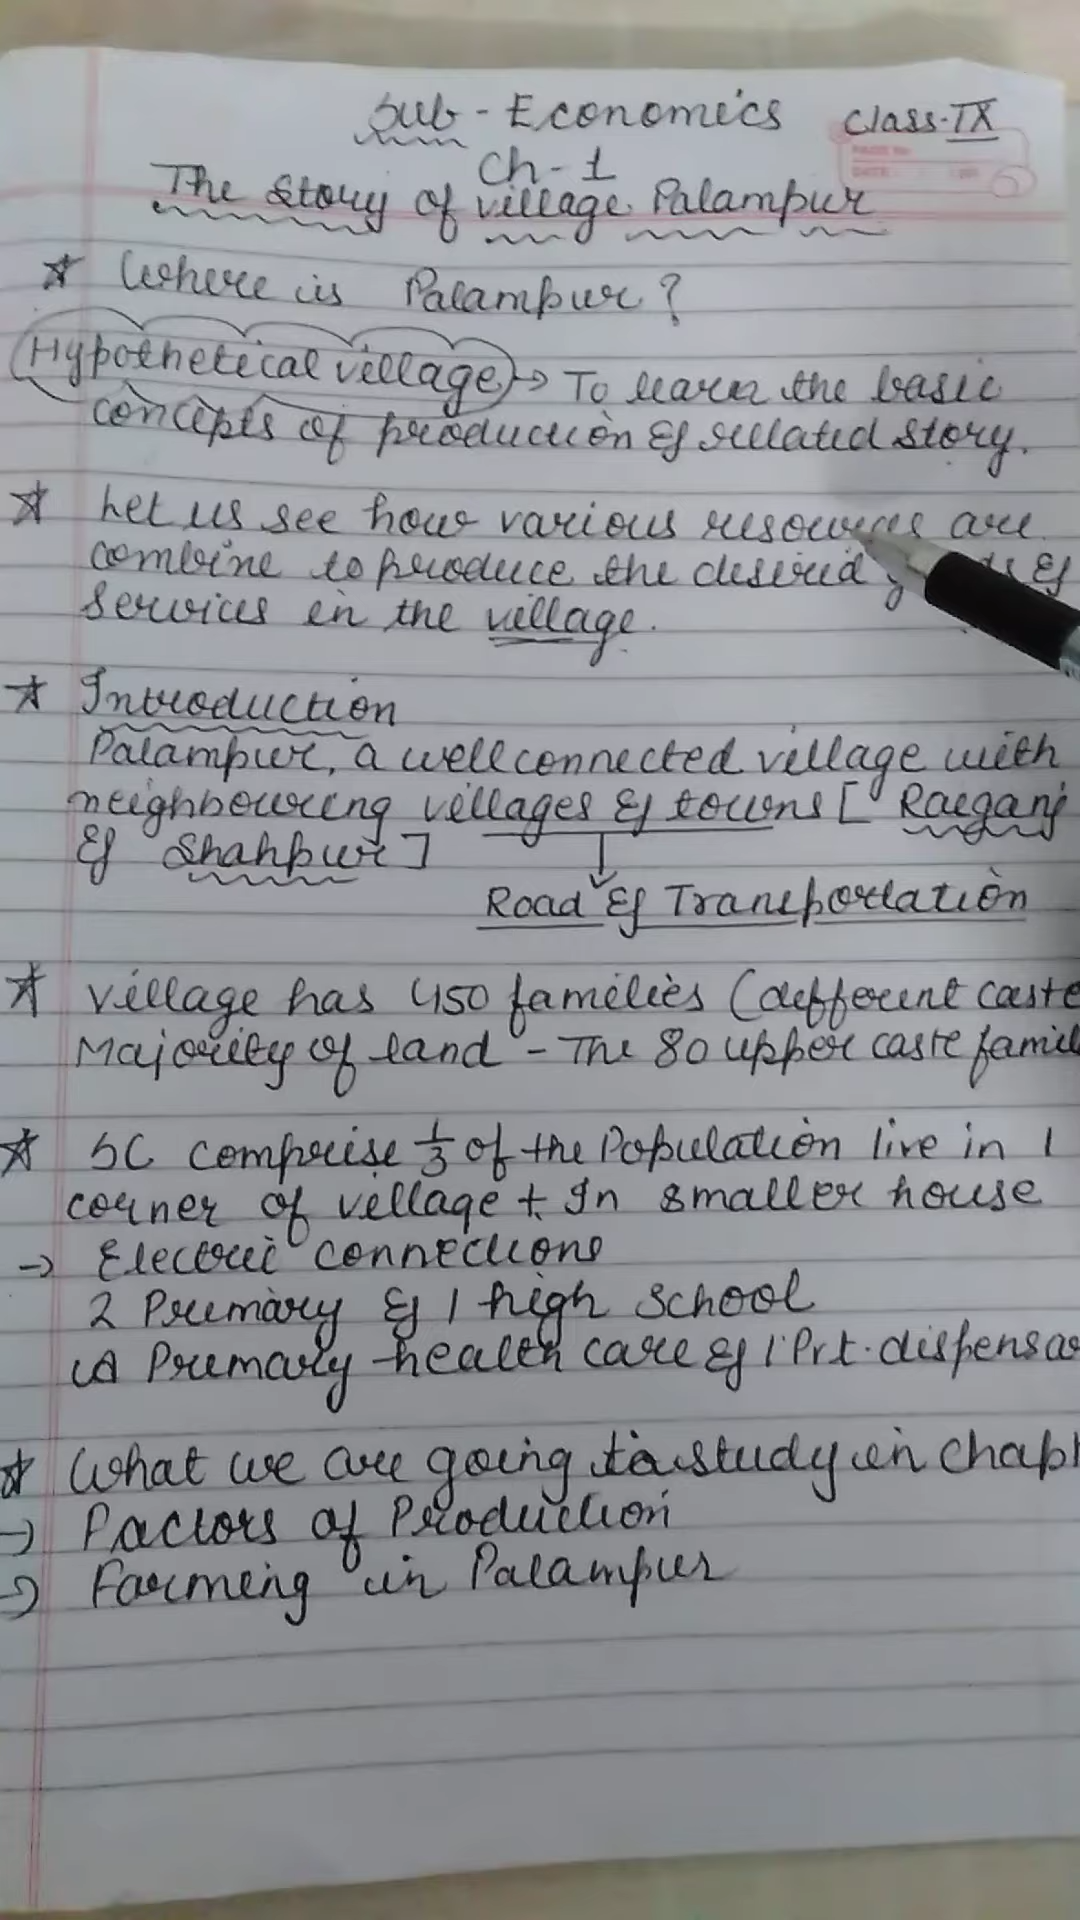 Sub - Economics Class-IX
Ch-1
The Story of village Palampur
Where is Palampur?
Hypothetical village → To learn the basic
concepts of production & related story.
Let us see how various resources are
combine to produce the desired &
Services in the village.
Introduction
Palampur, a well connected village with
neighbouring villages & towns [Raiganj
& Shahpur]
Road & Transportation
Village has 450 families (different caste
Majority of land - The 80 upper caste famil
SC comprise 1/3 of the Population live in 1
corner of village + In smaller house
→ Electric connections
2 Primary & 1 high School
Primary health care & 1 Prt. dispensa
What we are going to study in chap
→ Factors of Production
→ Farming in Palampur